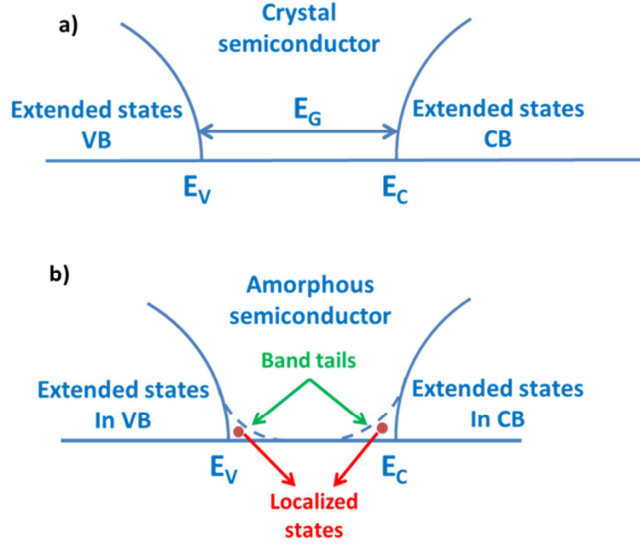 a)
Crystal
semiconductor
Extended states
VB
E_G
Extended states
CB
E_V
E_C
b)
Amorphous
semiconductor
Band tails
Extended states
In VB
Extended states
In CB
E_V
E_C
Localized
states